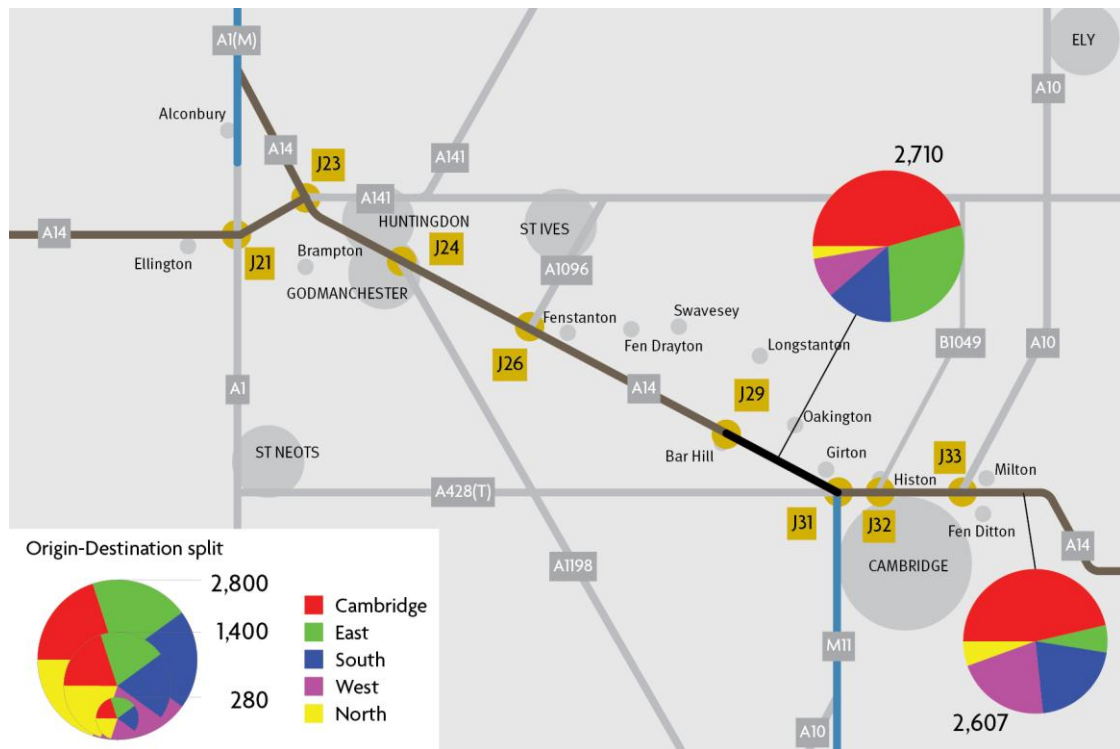 A1(M)
ELY
A10
Alconbury
A14
J23
A141
2,710
A141
HUNTINGDON
ST IVES
A14
J24
Ellington
J21
Brampton
A1096
GODMANCHESTER
Fenstanton
Swavesey
Fen Drayton
Longstanton
B1049
A10
J26
A14
J29
A1
Oakington
ST NEOTS
Bar Hill
Girton
J33
Histon
Milton
A428(T)
J31
J32
Fen Ditton
A14
Origin-Destination split
A1198
CAMBRIDGE
2,800
Cambridge
1,400
East
South
M11
280
West
North
2,607
A10